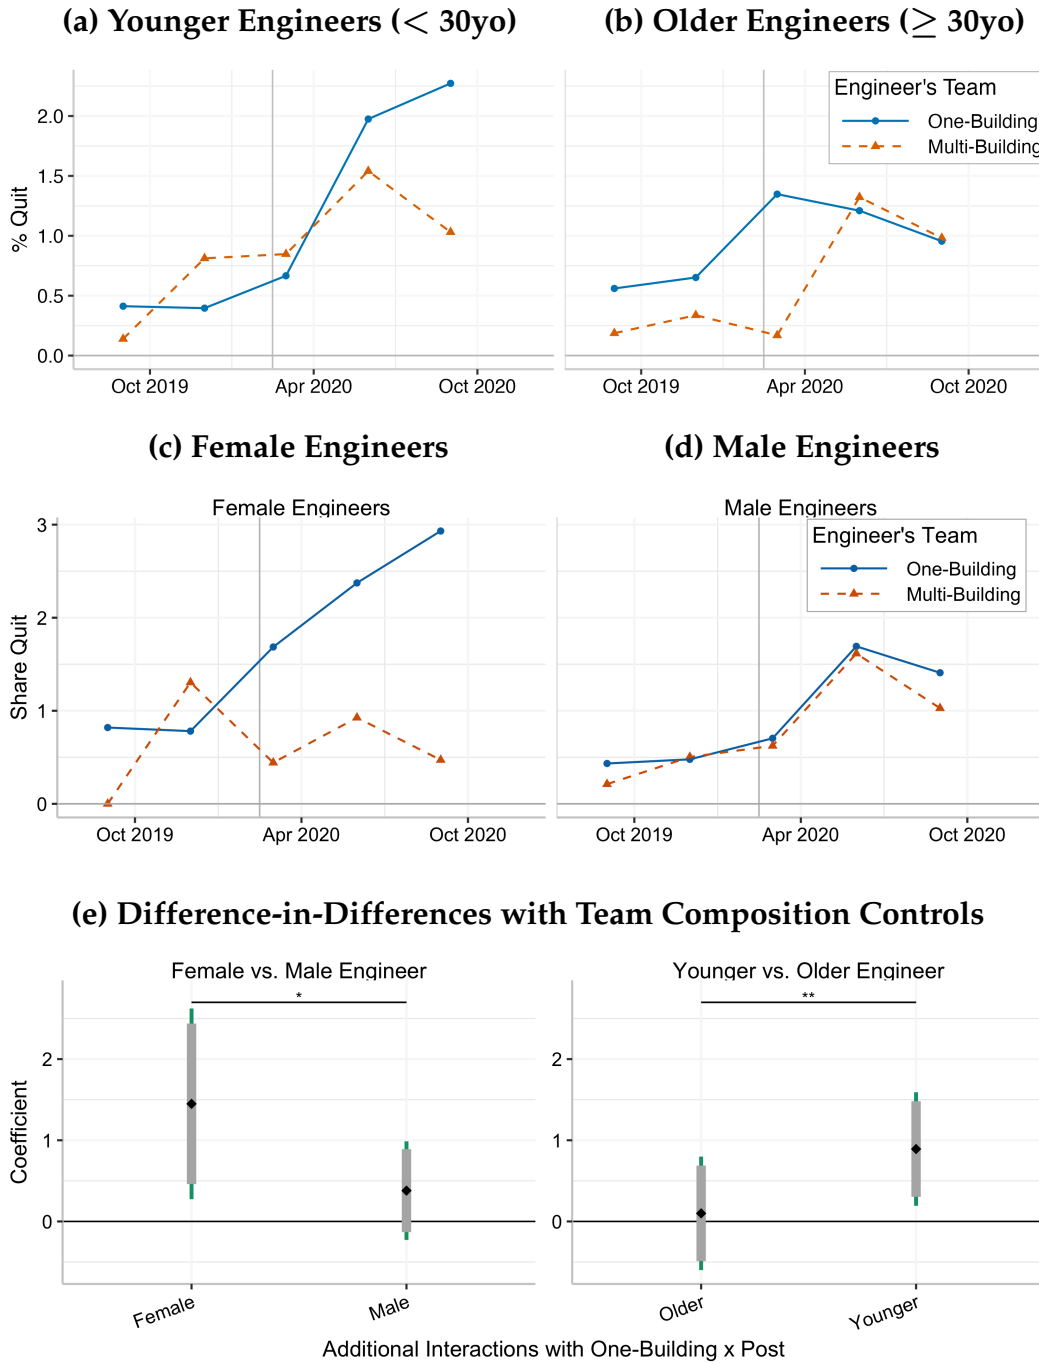 (a) Younger Engineers (< 30yo)
(b) Older Engineers (≥ 30yo)
% Quit
2.0
1.5
1.0
0.5
0.0
Oct 2019
Apr 2020
Oct 2020
Engineer's Team
One-Building
Multi-Building
Oct 2019
Apr 2020
Oct 2020
(c) Female Engineers
(d) Male Engineers
Female Engineers
Share Quit
3
2
1
0
Oct 2019
Apr 2020
Oct 2020
Male Engineers
Engineer's Team
One-Building
Multi-Building
Oct 2019
Apr 2020
Oct 2020
(e) Difference-in-Differences with Team Composition Controls
Female vs. Male Engineer
*
Coefficient
2
1
0
Female
Male
Younger vs. Older Engineer
**
2
1
0
Older
Younger
Additional Interactions with One-Building x Post